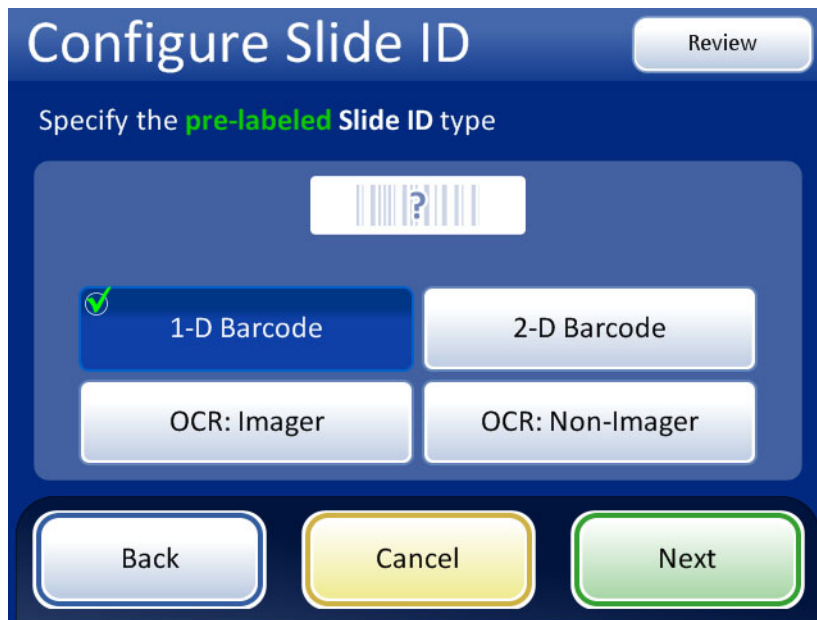 Configure Slide ID
Review
Specify the pre-labeled Slide ID type
?
1-D Barcode
2-D Barcode
OCR: Imager
OCR: Non-Imager
Back
Cancel
Next